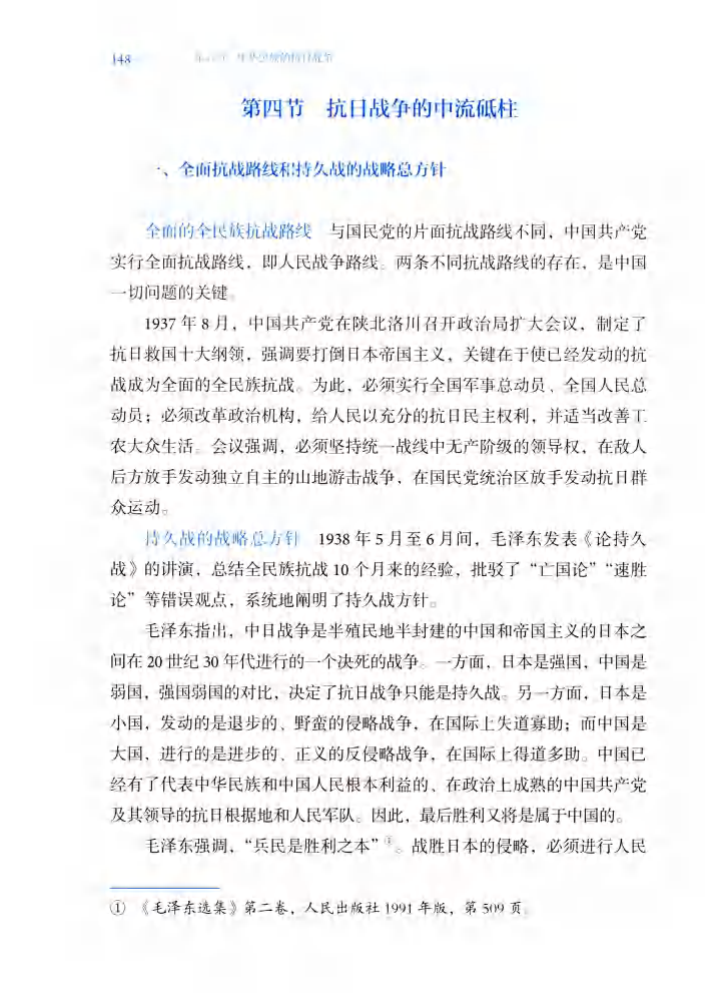 148
第四节 抗日战争的中流砥柱
一、全面抗战路线和持久战的战略总方针
全面的全民族抗战路线 与国民党的片面抗战路线不同，中国共产党
实行全面抗战路线，即人民战争路线。两条不同抗战路线的存在，是中国
一切问题的关键。
1937 年 8 月，中国共产党在陕北洛川召开政治局扩大会议，制定了
抗日救国十大纲领，强调要打倒日本帝国主义，关键在于使已经发动的抗
战成为全面的全民族抗战。为此，必须实行全国军事总动员、全国人民总
动员；必须改革政治机构，给人民以充分的抗日民主权利，并适当改善工
农大众生活。会议强调，必须坚持统一战线中无产阶级的领导权，在敌人
后方放手发动独立自主的山地游击战争，在国民党统治区放手发动抗日群
众运动。
持久战的战略总方针 1938 年 5 月至 6 月间，毛泽东发表《论持久
战》的讲演，总结全民族抗战 10 个月来的经验，批驳了“亡国论”“速胜
论”等错误观点，系统地阐明了持久战方针。
毛泽东指出，中日战争是半殖民地半封建的中国和帝国主义的日本之
间在 20 世纪 30 年代进行的一个决死的战争。一方面，日本是强国，中国是
弱国，强国弱国的对比，决定了抗日战争只能是持久战。另一方面，日本是
小国，发动的是退步的、野蛮的侵略战争，在国际上失道寡助；而中国是
大国，进行的是进步的、正义的反侵略战争，在国际上得道多助。中国已
经有了代表中华民族和中国人民根本利益的、在政治上成熟的中国共产党
及其领导的抗日根据地和人民军队。因此，最后胜利又将是属于中国的。
毛泽东强调，“兵民是胜利之本”①。战胜日本的侵略，必须进行人民
① 《毛泽东选集》第二卷，人民出版社 1991 年版，第 509 页。